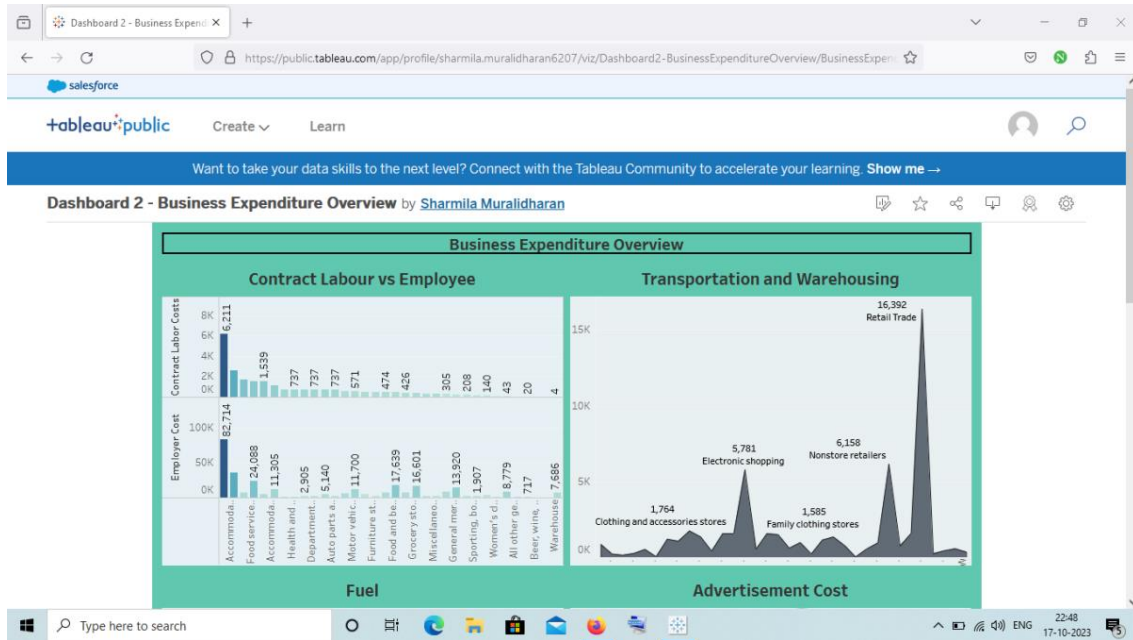 Dashboard 2 - Business Expend
https://public.tableau.com/app/profile/sharmila.muralidharan6207/viz/Dashboard2-BusinessExpenditureOverview/BusinessExpen
salesforce
+ableau public Create Learn
Want to take your data skills to the next level? Connect with the Tableau Community to accelerate your learning. Show me →
Dashboard 2 - Business Expenditure Overview by Sharmila Muralidharan
Business Expenditure Overview
Contract Labour vs Employee
Contract Labor Costs
8K
6K
4K
2K
0K
6,211
1,539
737
737
737
571
474
426
305
208
140
43
20
4
Employer Cost
100K
50K
0K
82,714
24,088
11,305
2,905
5,140
11,700
17,639
16,601
13,920
1,907
8,779
717
7,686
Accommoda..
Food service..
Accommoda..
Health and ..
Department..
Auto parts a..
Motor vehic..
Furniture st..
Food and be..
Grocery sto..
Miscellaneo..
General mer..
Sporting, bo..
Women's cl..
All other ge..
Beer, wine, ..
Warehouse
Transportation and Warehousing
15K
10K
5K
0K
16,392
Retail Trade
5,781
Electronic shopping
6,158
Nonstore retailers
1,764
Clothing and accessories stores
1,585
Family clothing stores
Fuel
Advertisement Cost
Type here to search
ENG
22:48
17-10-2023
5